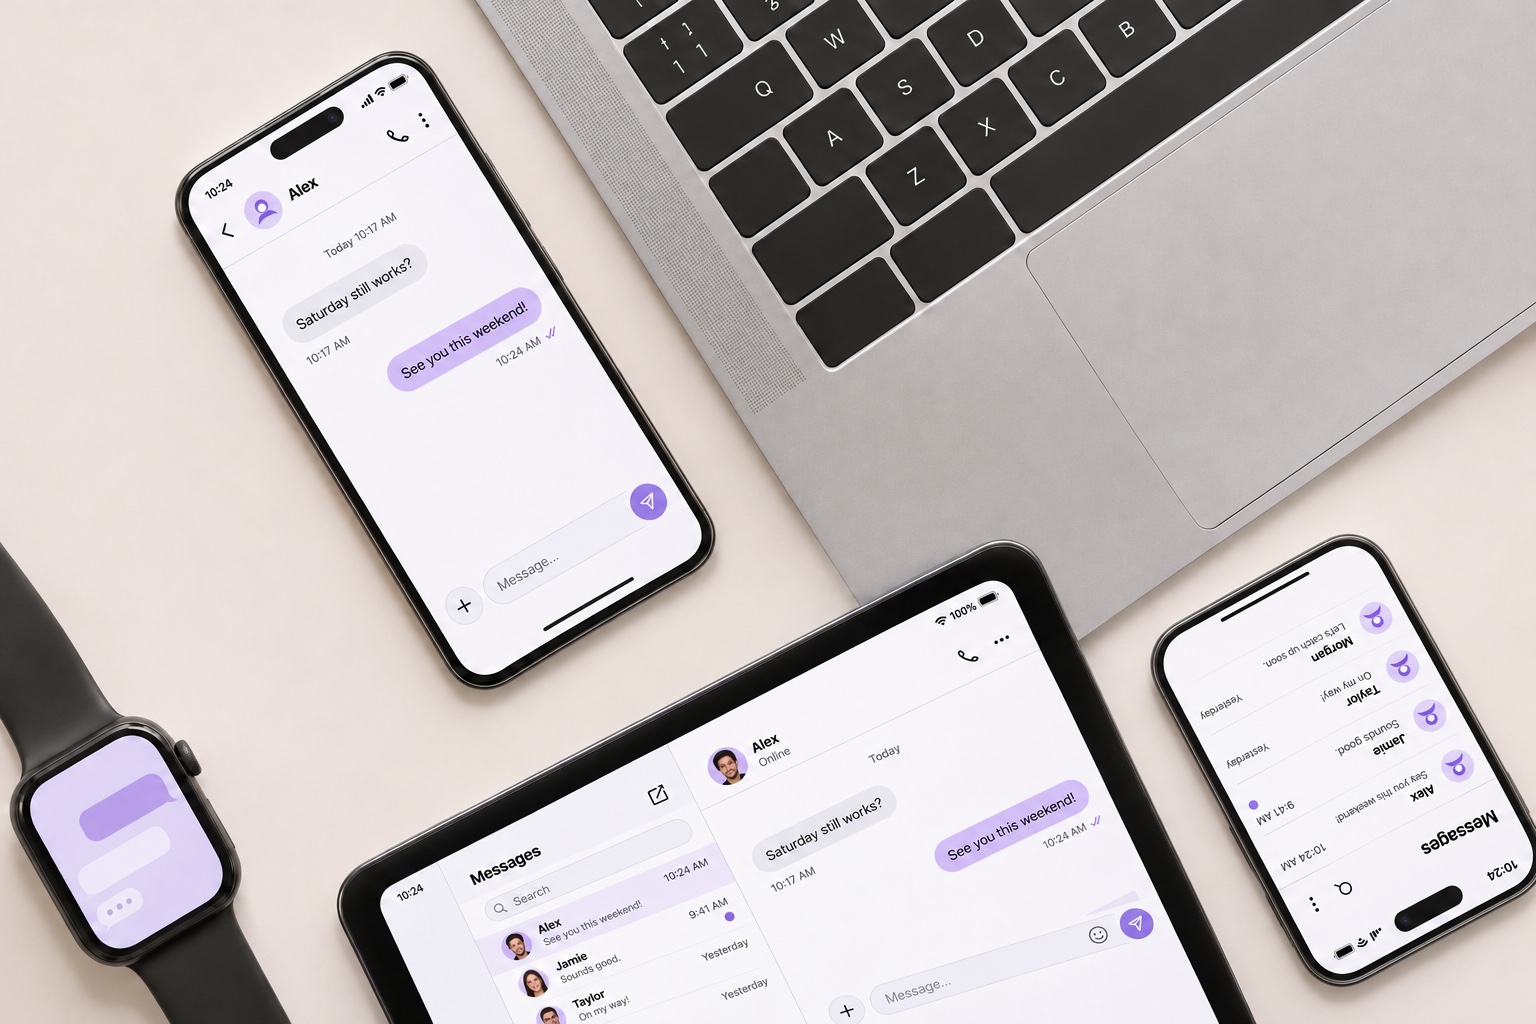 10:24
Alex
Today 10:17 AM
Saturday still works?
10:17 AM
See you this weekend!
10:24 AM
Message...
Q
W
A
S
D
Z
X
C
B
100%
10:24
Messages
Search
Alex
10:24 AM
See you this weekend!
Jamie
9:41 AM
Sounds good.
Taylor
Yesterday
On my way!
Yesterday
Alex
Online
Today
Saturday still works?
10:17 AM
See you this weekend!
10:24 AM
Message...
10:24
Messages
Alex
10:24 AM
Say you this weekend!
Jamie
9:41 AM
Sounds good.
Taylor
Yesterday
On my way!
Morgan
Yesterday
Let's catch up soon.